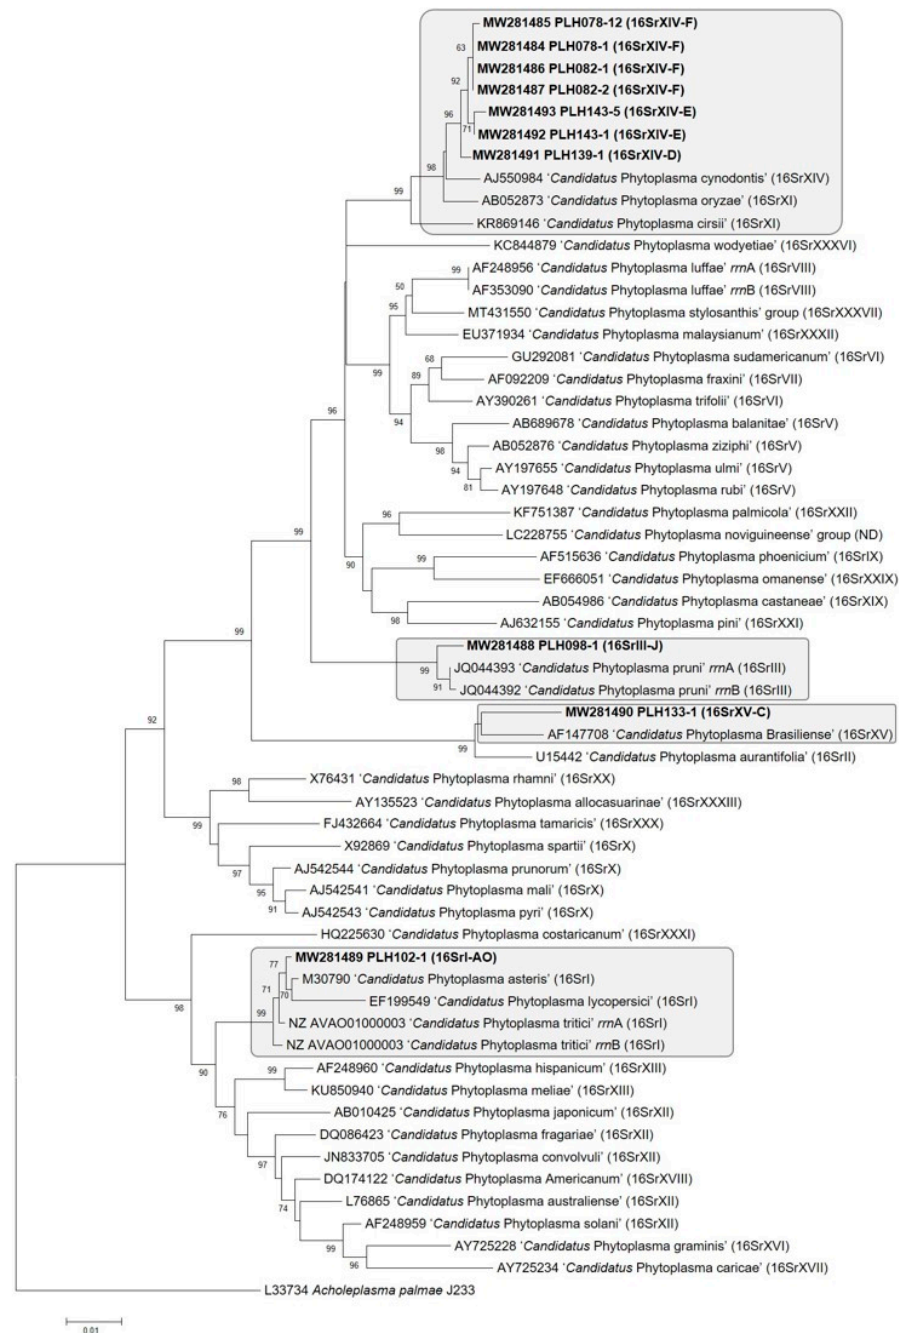 MW281485 PLH078-12 (16SrXIV-F)
63
MW281484 PLH078-1 (16SrXIV-F)
MW281486 PLH082-1 (16SrXIV-F)
92
MW281487 PLH082-2 (16SrXIV-F)
96
MW281493 PLH143-5 (16SrXIV-E)
71
MW281492 PLH143-1 (16SrXIV-E)
MW281491 PLH139-1 (16SrXIV-D)
98
AJ550984 ‘Candidatus Phytoplasma cynodontis’ (16SrXIV)
99
AB052873 ‘Candidatus Phytoplasma oryzae’ (16SrXI)
KR869146 ‘Candidatus Phytoplasma cirsii’ (16SrXI)
KC844879 ‘Candidatus Phytoplasma wodyetiae’ (16SrXXXVI)
99
AF248956 ‘Candidatus Phytoplasma luffae’ rrnA (16SrVIII)
50
AF353090 ‘Candidatus Phytoplasma luffae’ rrnB (16SrVIII)
95
MT431550 ‘Candidatus Phytoplasma stylosanthis’ group (16SrXXXVII)
EU371934 ‘Candidatus Phytoplasma malaysianum’ (16SrXXXII)
68
GU292081 ‘Candidatus Phytoplasma sudamericanum’ (16SrVI)
99
89
AF092209 ‘Candidatus Phytoplasma fraxini’ (16SrVII)
AY390261 ‘Candidatus Phytoplasma trifolii’ (16SrVI)
96
94
AB689678 ‘Candidatus Phytoplasma balanitae’ (16SrV)
98
AB052876 ‘Candidatus Phytoplasma ziziphi’ (16SrV)
94
AY197655 ‘Candidatus Phytoplasma ulmi’ (16SrV)
81
AY197648 ‘Candidatus Phytoplasma rubi’ (16SrV)
96
KF751387 ‘Candidatus Phytoplasma palmicola’ (16SrXXII)
99
LC228755 ‘Candidatus Phytoplasma noviguineense’ group (ND)
90
99
AF515636 ‘Candidatus Phytoplasma phoenicium’ (16SrIX)
EF666051 ‘Candidatus Phytoplasma omanense’ (16SrXXIX)
AB054986 ‘Candidatus Phytoplasma castaneae’ (16SrXIX)
98
AJ632155 ‘Candidatus Phytoplasma pini’ (16SrXXI)
99
MW281488 PLH098-1 (16SrIII-J)
99
JQ044393 ‘Candidatus Phytoplasma pruni’ rrnA (16SrIII)
91
JQ044392 ‘Candidatus Phytoplasma pruni’ rrnB (16SrIII)
92
MW281490 PLH133-1 (16SrXV-C)
AF147708 ‘Candidatus Phytoplasma Brasiliense’ (16SrXV)
99
U15442 ‘Candidatus Phytoplasma aurantifolia’ (16SrII)
98
X76431 ‘Candidatus Phytoplasma rhamni’ (16SrXX)
AY135523 ‘Candidatus Phytoplasma allocasuarinae’ (16SrXXXIII)
99
FJ432664 ‘Candidatus Phytoplasma tamaricis’ (16SrXXX)
X92869 ‘Candidatus Phytoplasma spartii’ (16SrX)
97
AJ542544 ‘Candidatus Phytoplasma prunorum’ (16SrX)
95
AJ542541 ‘Candidatus Phytoplasma mali’ (16SrX)
91
AJ542543 ‘Candidatus Phytoplasma pyri’ (16SrX)
HQ225630 ‘Candidatus Phytoplasma costaricanum’ (16SrXXXI)
77
MW281489 PLH102-1 (16SrI-AO)
71
M30790 ‘Candidatus Phytoplasma asteris’ (16SrI)
70
EF199549 ‘Candidatus Phytoplasma lycopersici’ (16SrI)
98
99
NZ AVAO01000003 ‘Candidatus Phytoplasma tritici’ rrnA (16SrI)
NZ AVAO01000003 ‘Candidatus Phytoplasma tritici’ rrnB (16SrI)
90
99
AF248960 ‘Candidatus Phytoplasma hispanicum’ (16SrXIII)
KU850940 ‘Candidatus Phytoplasma meliae’ (16SrXIII)
76
AB010425 ‘Candidatus Phytoplasma japonicum’ (16SrXII)
DQ086423 ‘Candidatus Phytoplasma fragariae’ (16SrXII)
97
JN833705 ‘Candidatus Phytoplasma convolvuli’ (16SrXII)
DQ174122 ‘Candidatus Phytoplasma Americanum’ (16SrXVIII)
74
L76865 ‘Candidatus Phytoplasma australiense’ (16SrXII)
AF248959 ‘Candidatus Phytoplasma solani’ (16SrXII)
99
AY725228 ‘Candidatus Phytoplasma graminis’ (16SrXVI)
96
AY725234 ‘Candidatus Phytoplasma caricae’ (16SrXVII)
L33734 Acholeplasma palmae J233
0.01